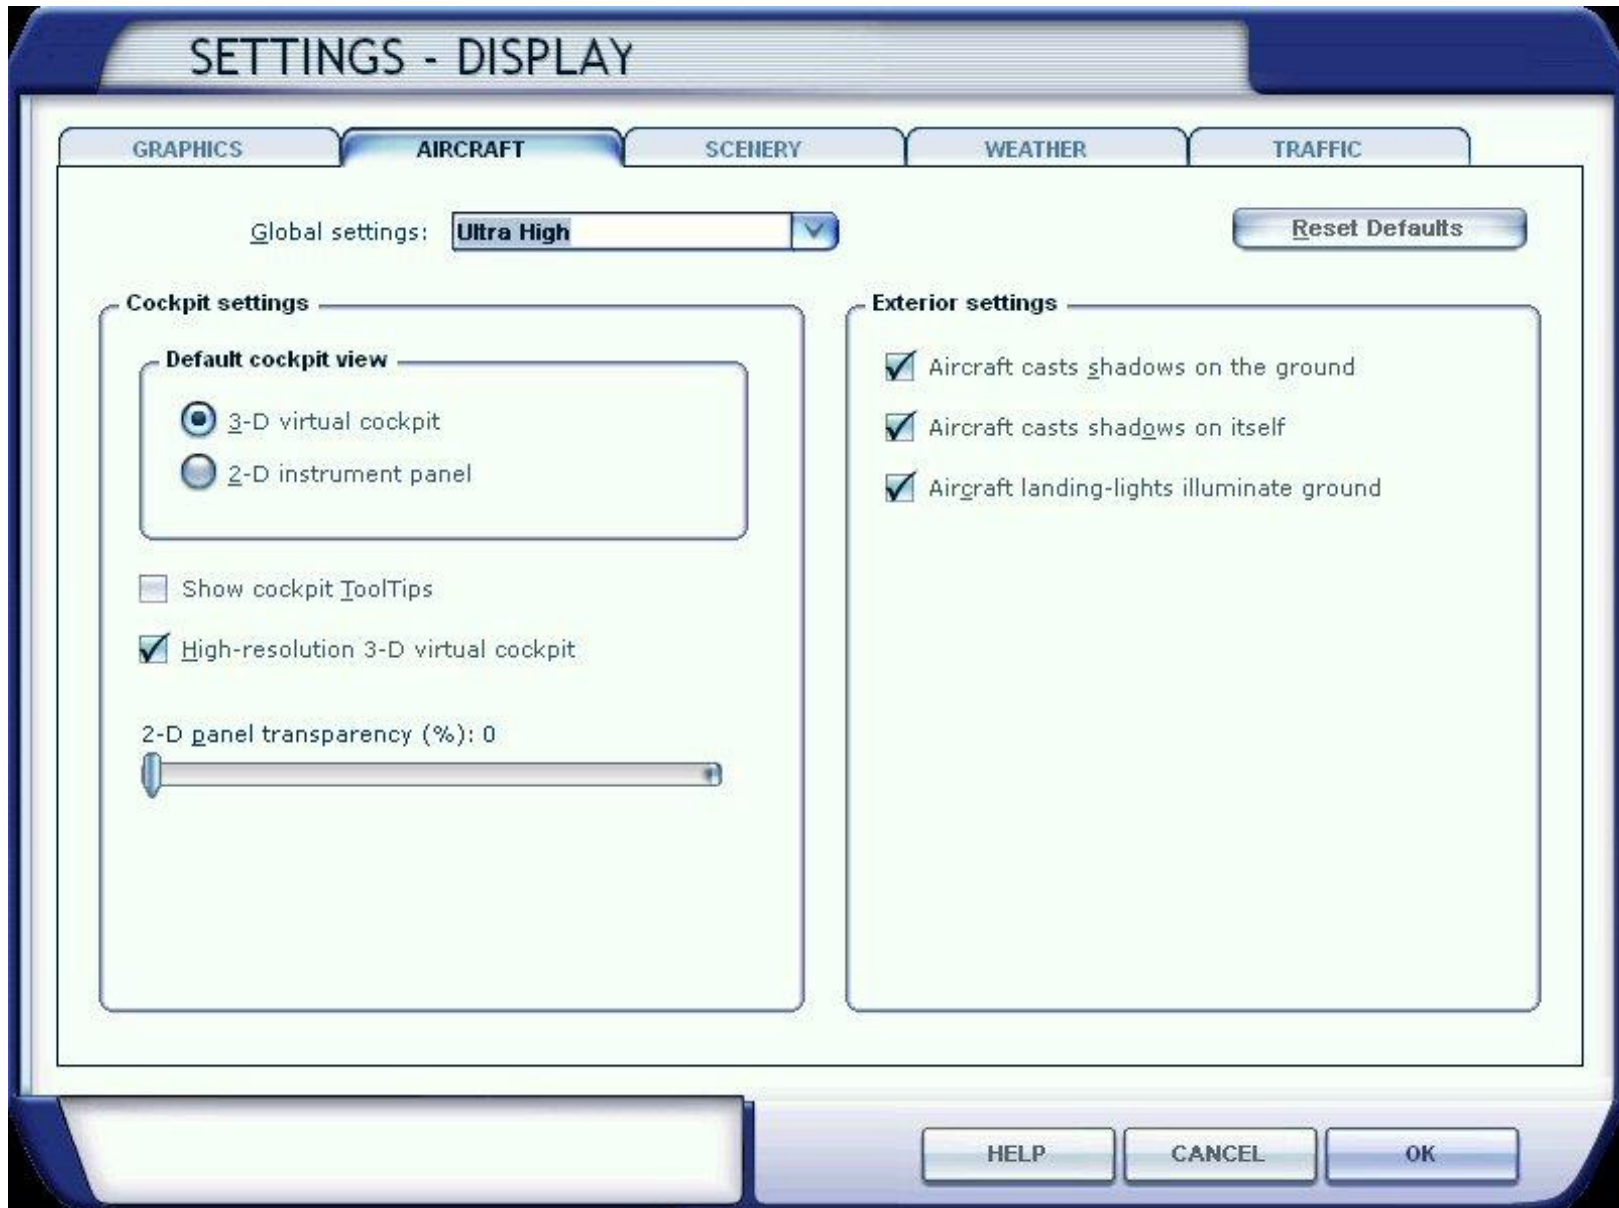 SETTINGS - DISPLAY
GRAPHICS AIRCRAFT SCENERY WEATHER TRAFFIC
Global settings: Ultra High Reset Defaults
Cockpit settings
Default cockpit view
3-D virtual cockpit
2-D instrument panel
Show cockpit ToolTips
High-resolution 3-D virtual cockpit
2-D panel transparency (%): 0
Exterior settings
Aircraft casts shadows on the ground
Aircraft casts shadows on itself
Aircraft landing-lights illuminate ground
HELP CANCEL OK